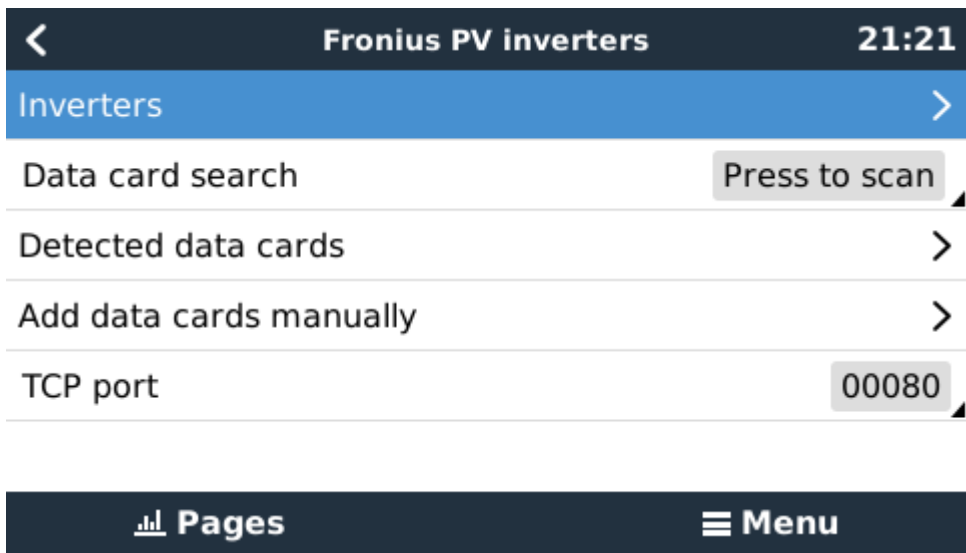 Fronius PV inverters 21:21
Inverters
Data card search Press to scan
Detected data cards
Add data cards manually
TCP port 00080
Pages Menu